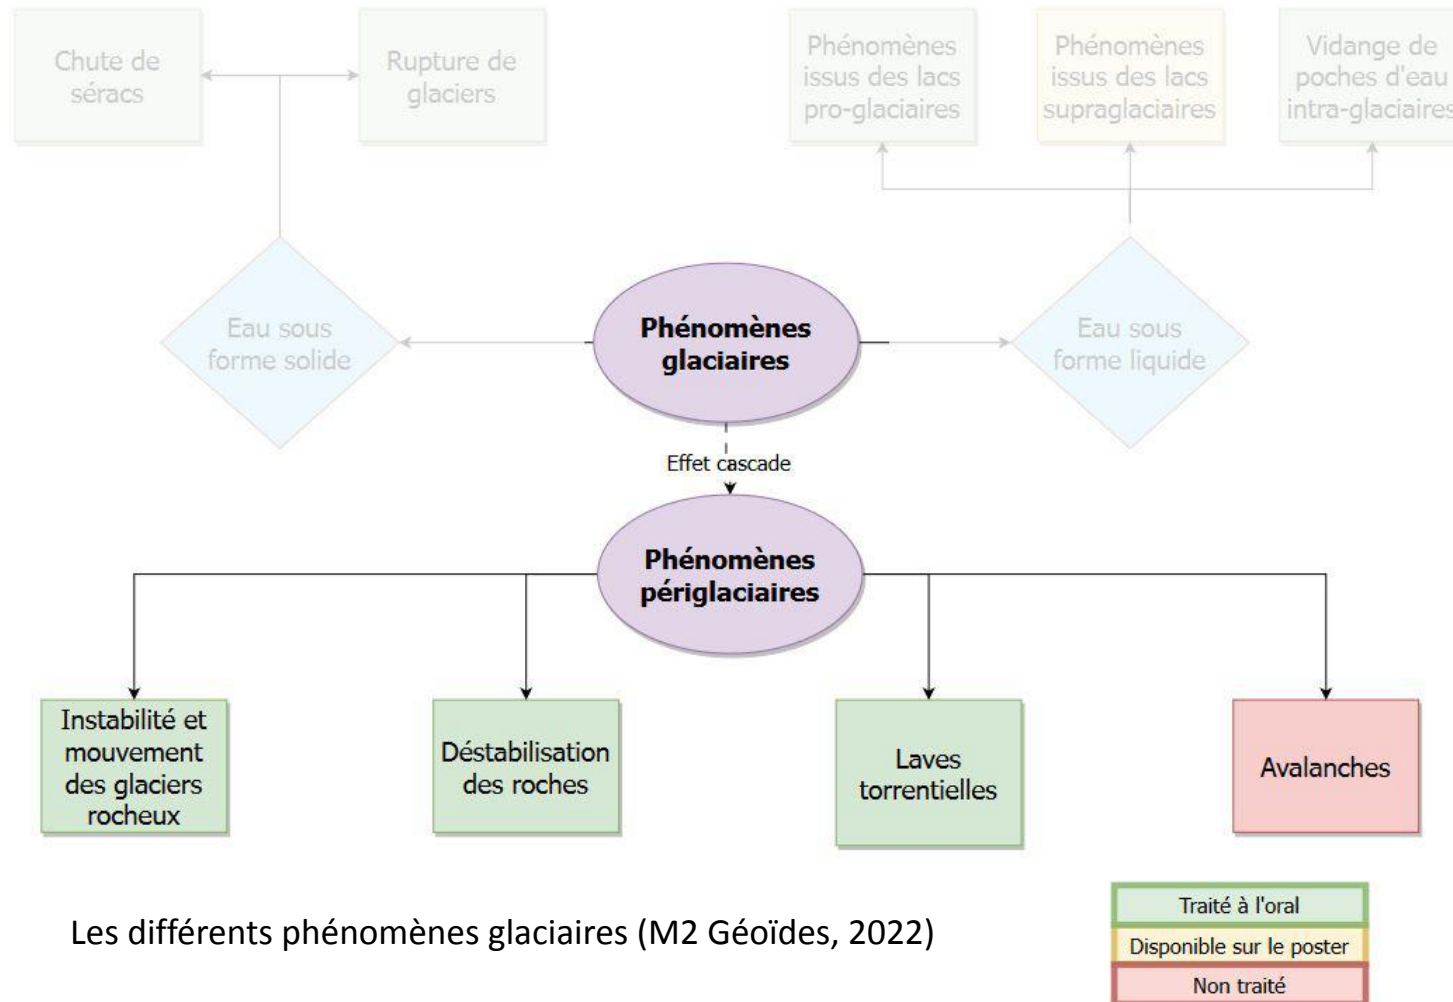 Chute de
séracs
Rupture de
glaciers
Phénomènes
issus des lacs
pro-glaciaires
Phénomènes
issus des lacs
supraglaciaires
Vidange de
poches d'eau
intra-glaciaires
Eau sous
forme solide
Phénomènes
glaciaires
Eau sous
forme liquide
Effet cascade
Phénomènes
périglaciaires
Instabilité et
mouvement
des glaciers
rocheux
Déstabilisation
des roches
Laves
torrentielles
Avalanches
Les différents phénomènes glaciaires (M2 Géoïdes, 2022)
Traité à l'oral
Disponible sur le poster
Non traité